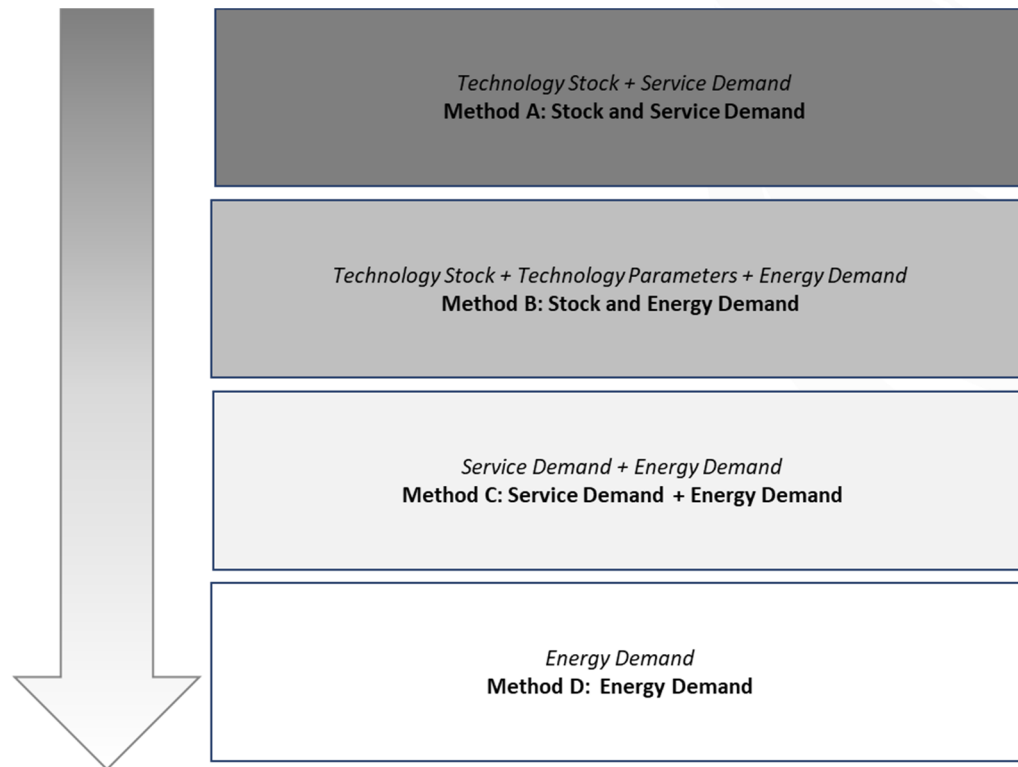 Technology Stock + Service Demand
Method A: Stock and Service Demand
Technology Stock + Technology Parameters + Energy Demand
Method B: Stock and Energy Demand
Service Demand + Energy Demand
Method C: Service Demand + Energy Demand
Energy Demand
Method D: Energy Demand